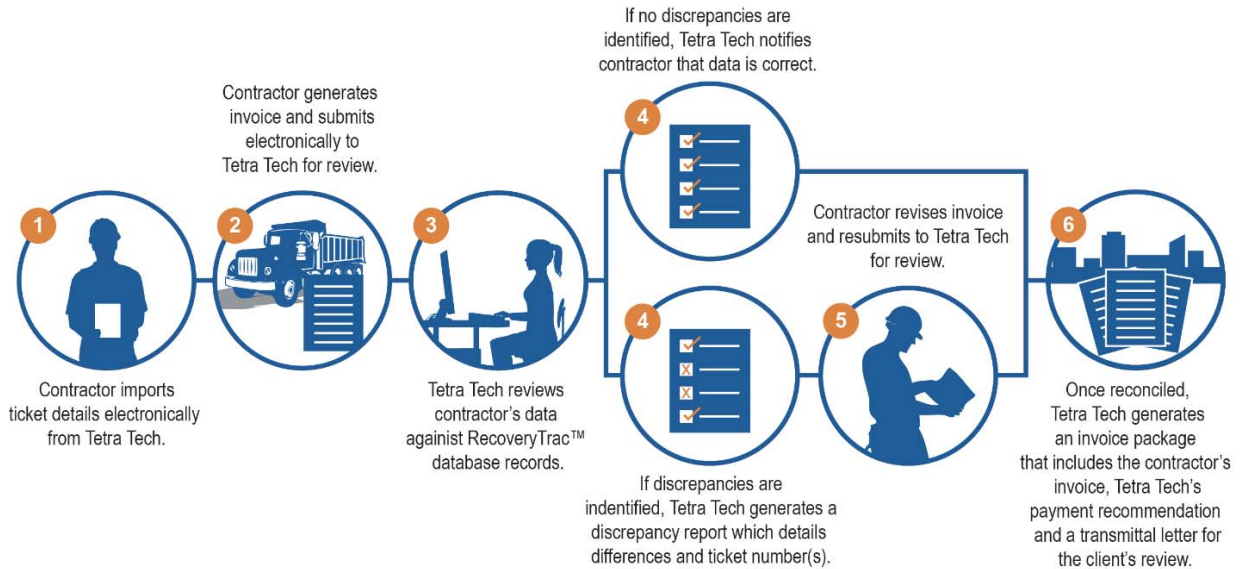 1
Contractor imports
ticket details electronically
from Tetra Tech.
Contractor generates
invoice and submits
electronically to
Tetra Tech for review.
2
3
Tetra Tech reviews
contractor's data
againist RecoveryTrac™
database records.
If no discrepancies are
identified, Tetra Tech notifies
contractor that data is correct.
4
4
If discrepancies are
indentified, Tetra Tech generates a
discrepancy report which details
differences and ticket number(s).
Contractor revises invoice
and resubmits to Tetra Tech
for review.
5
6
Once reconciled,
Tetra Tech generates
an invoice package
that includes the contractor's
invoice, Tetra Tech's
payment recommendation
and a transmittal letter for
the client's review.